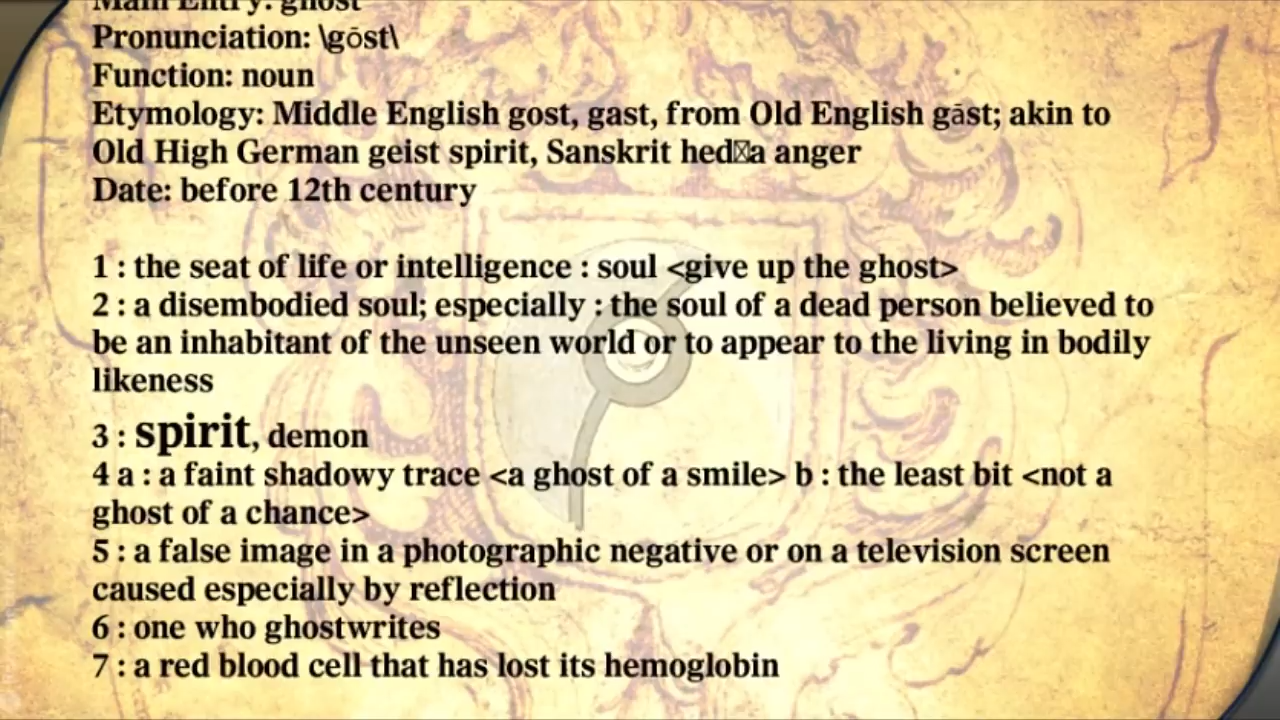 Main Entry: ghost
Pronunciation: \gōst\
Function: noun
Etymology: Middle English gost, gast, from Old English gāst; akin to
Old High German geist spirit, Sanskrit hed▯a anger
Date: before 12th century
1 : the seat of life or intelligence : soul <give up the ghost>
2 : a disembodied soul; especially : the soul of a dead person believed to
be an inhabitant of the unseen world or to appear to the living in bodily
likeness
3 : spirit, demon
4 a : a faint shadowy trace <a ghost of a smile> b : the least bit <not a
ghost of a chance>
5 : a false image in a photographic negative or on a television screen
caused especially by reflection
6 : one who ghostwrites
7 : a red blood cell that has lost its hemoglobin